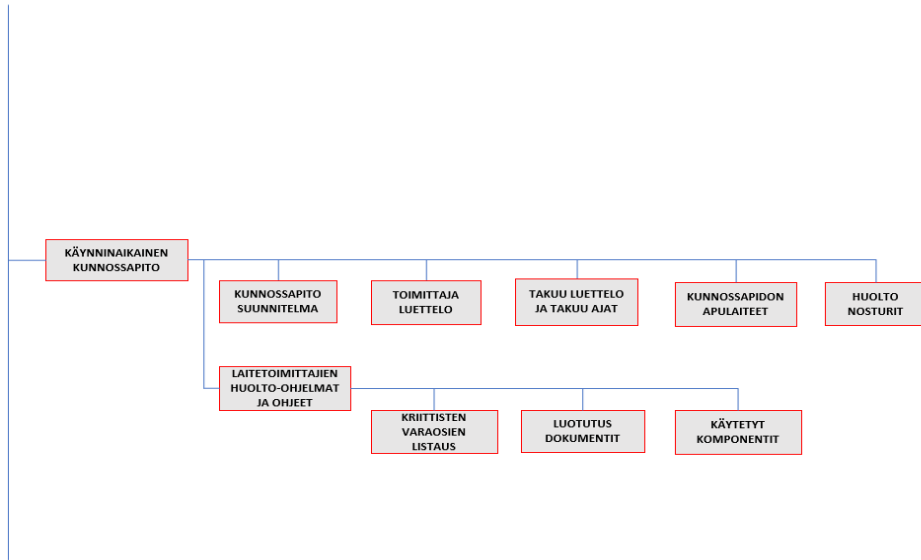 KÄYNNINAIKAINEN
KUNNOSSAPITO
KUNNOSSAPITO
SUUNNITELMA
TOIMITTAJA
LUETTELO
TAKUU LUETTELO
JA TAKUU AJAT
KUNNOSSAPIDON
APULAITEET
HUOLTO
NOSTURIT
LAITETOIMITTAJIEN
HUOLTO-OHJELMAT
JA OHJEET
KRIITTISTEN
VARAOSIEN
LISTAUS
LUOTUTUS
DOKUMENTIT
KÄYTETYT
KOMPONENTIT